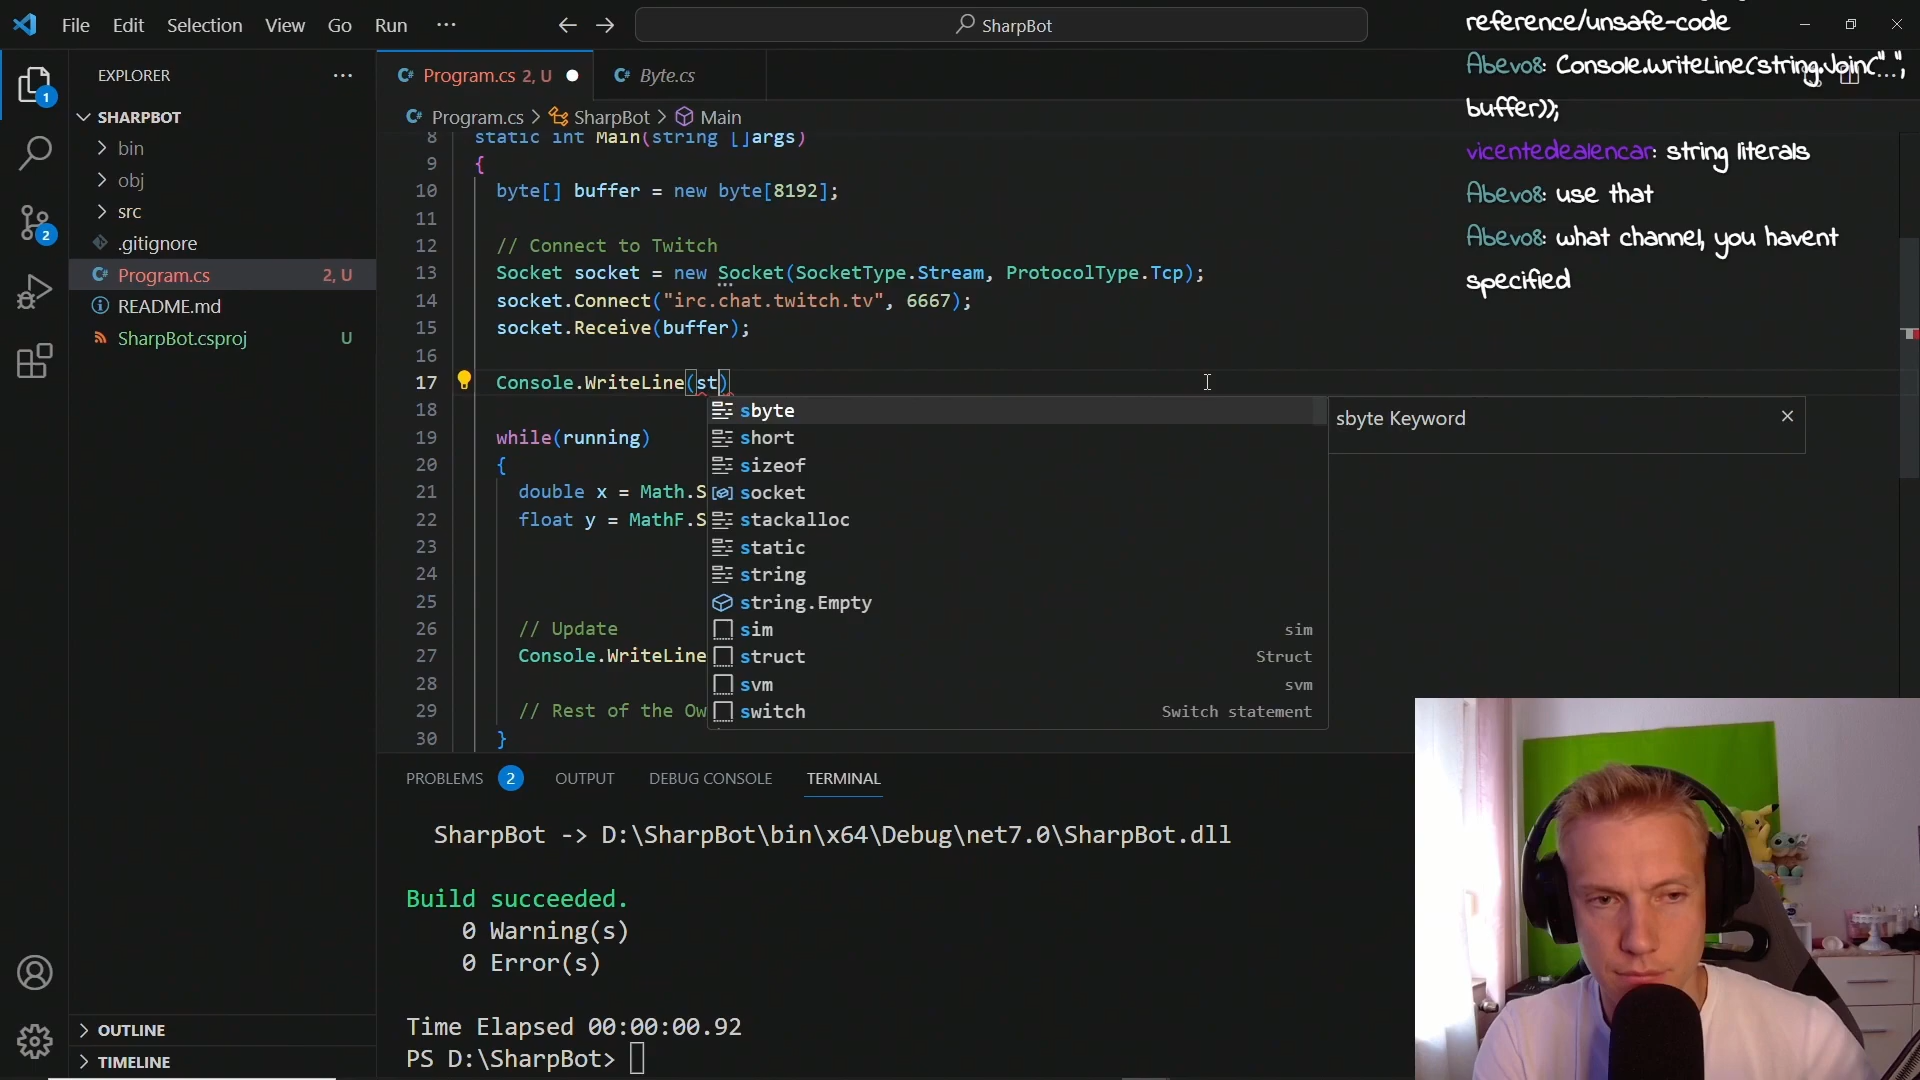 File Edit Selection View Go Run ···
SharpBot
EXPLORER
SHARPBOT
bin
obj
src
.gitignore
Program.cs 2, U
README.md
SharpBot.csproj U
OUTLINE
TIMELINE
1
2
Program.cs 2, U
Byte.cs
Program.cs > SharpBot > Main
8 static int Main(string []args)
9 {
10 byte[] buffer = new byte[8192];
11
12 // Connect to Twitch
13 Socket socket = new Socket(SocketType.Stream, ProtocolType.Tcp);
14 socket.Connect("irc.chat.twitch.tv", 6667);
15 socket.Receive(buffer);
16
17 Console.WriteLine(st)
18
19 while(running)
20 {
21 double x = Math.S
22 float y = MathF.S
23
24
25
26 // Update
27 Console.WriteLine
28
29 // Rest of the Ow
30 }
sbyte
short
sizeof
socket
stackalloc
static
string
string.Empty
sim sim
struct Struct
svm svm
switch Switch statement
sbyte Keyword
reference/unsafe-code
Abevo8: Console.WriteLine(string.Join(" ",
buffer));
vicentedealencar: string literals
Abevo8: use that
Abevo8: what channel, you havent
specified
PROBLEMS 2 OUTPUT DEBUG CONSOLE TERMINAL
SharpBot -> D:\SharpBot\bin\x64\Debug\net7.0\SharpBot.dll
Build succeeded.
0 Warning(s)
0 Error(s)
Time Elapsed 00:00:00.92
PS D:\SharpBot>